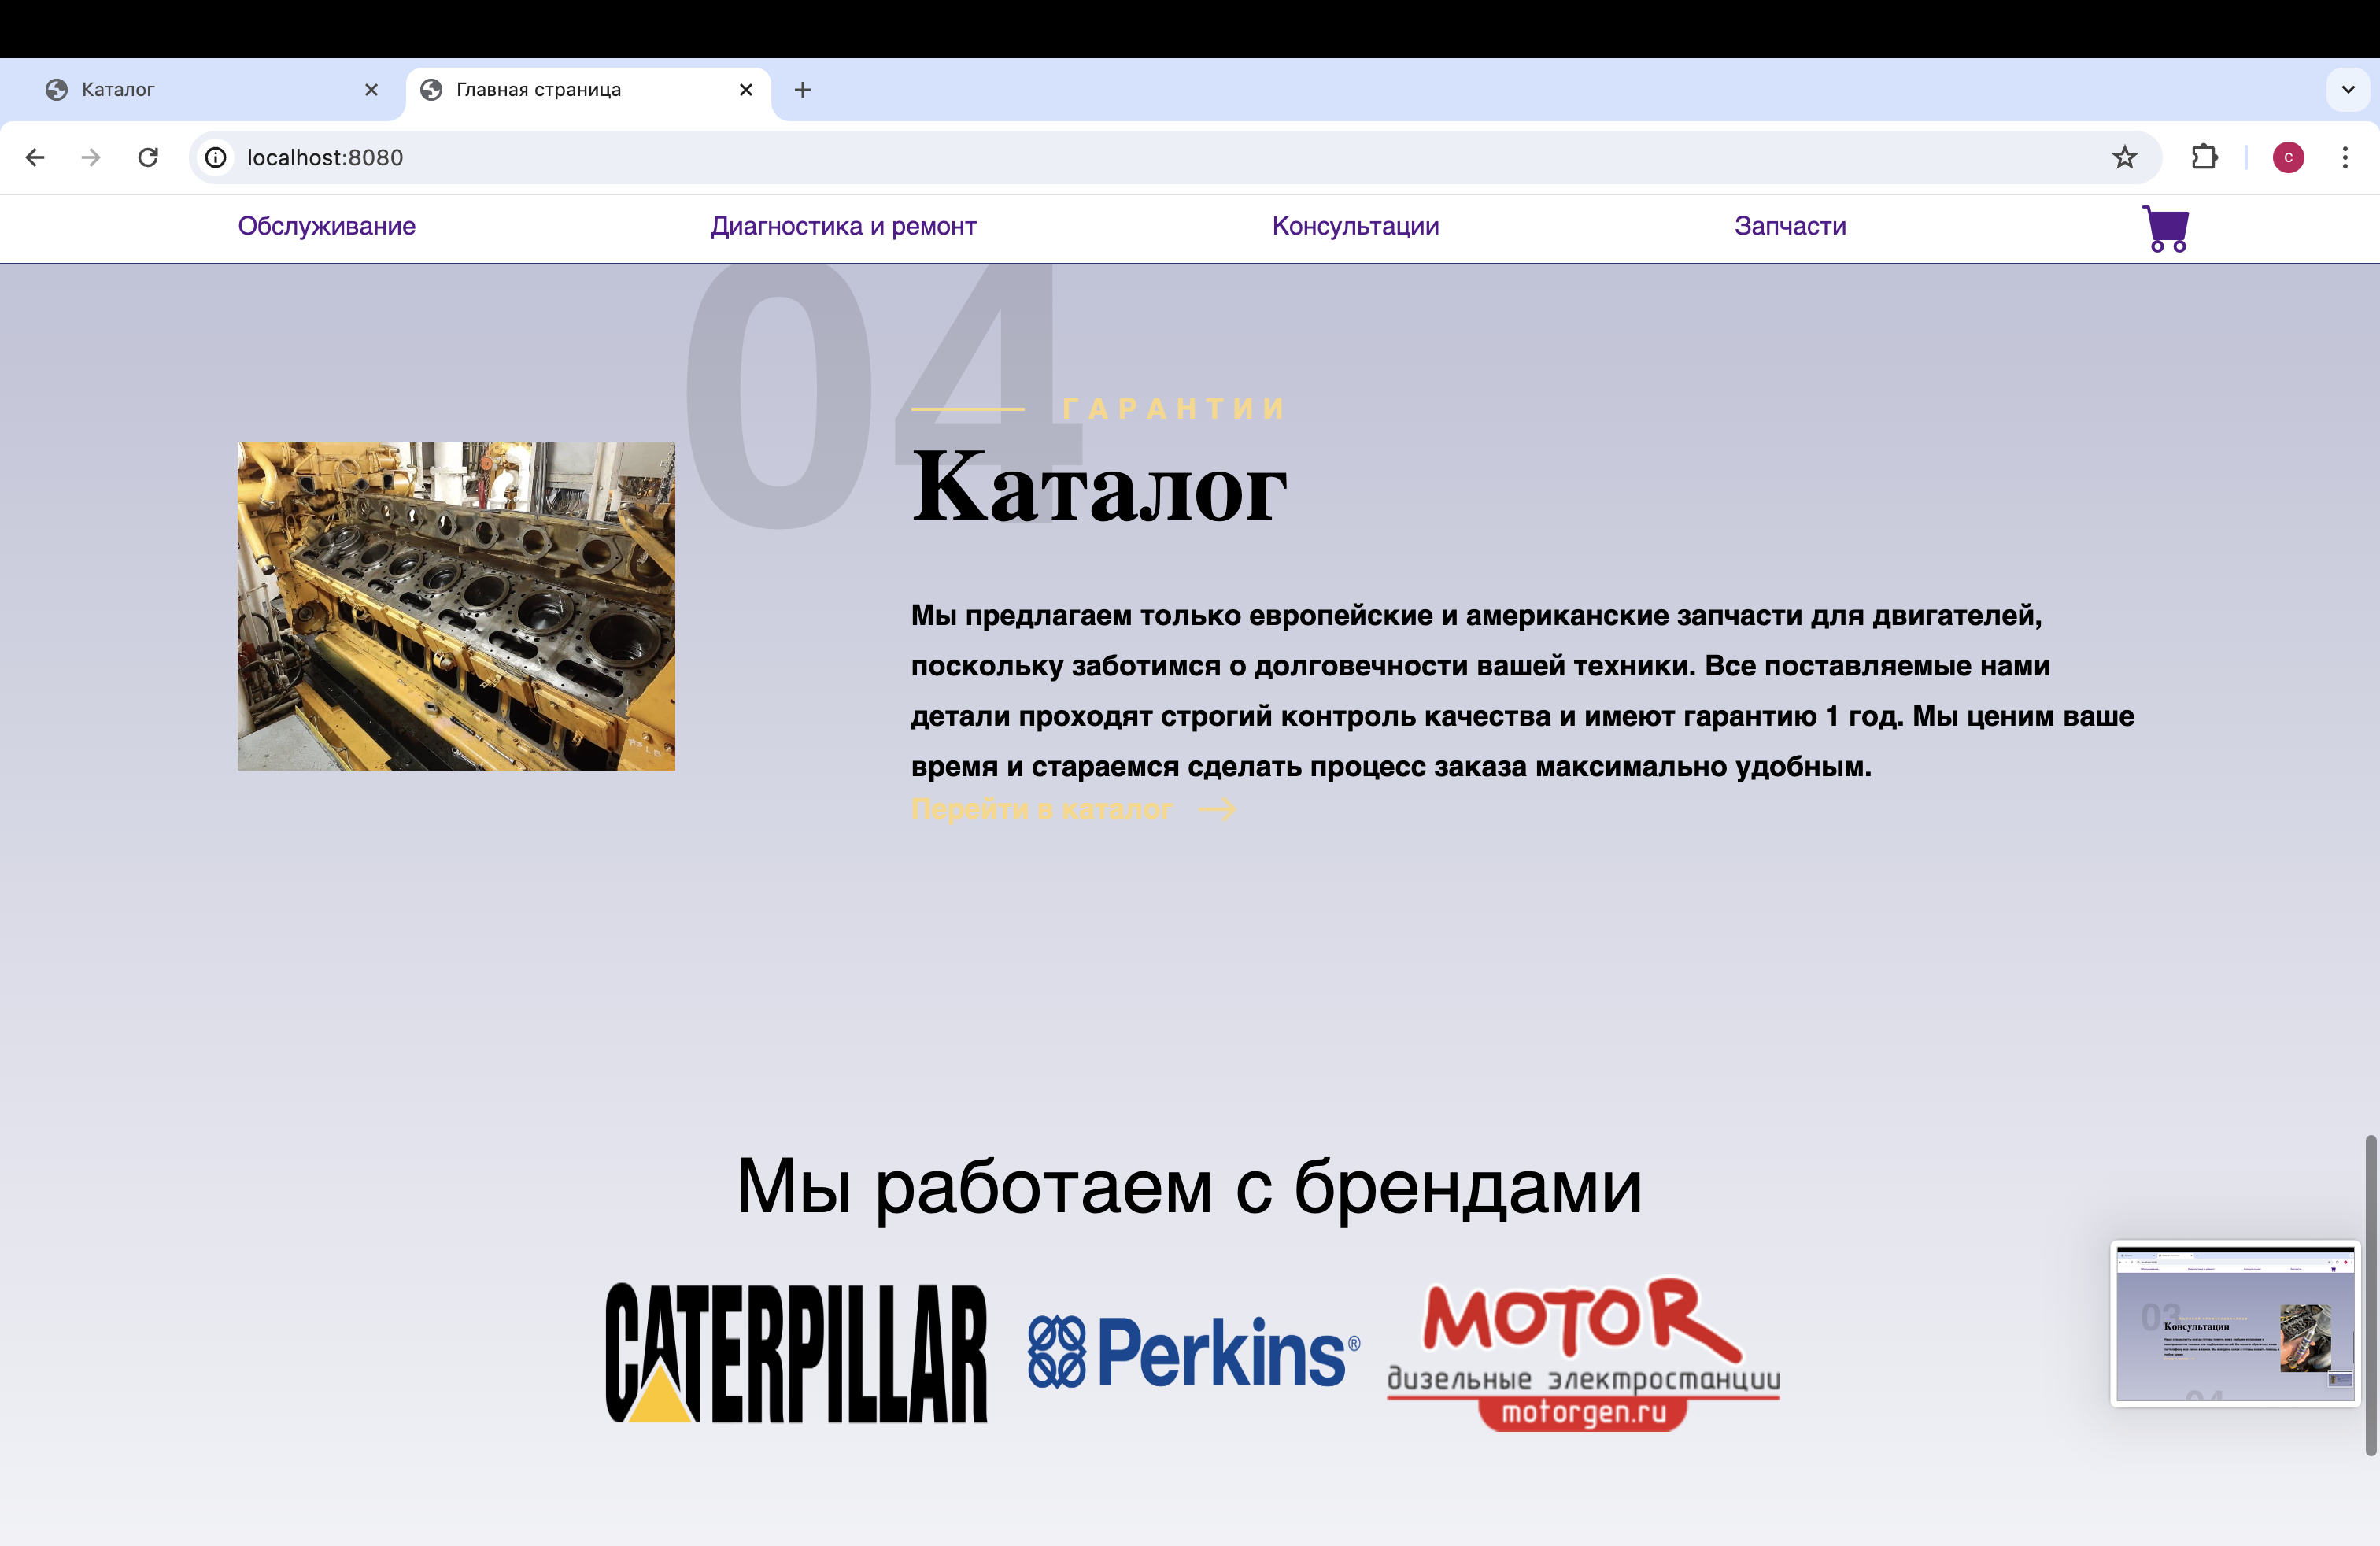 Каталог
Главная страница
localhost:8080
C
Обслуживание
Диагностика и ремонт
Консультации
Запчасти
04
ГАРАНТИИ
Каталог
Мы предлагаем только европейские и американские запчасти для двигателей,
поскольку заботимся о долговечности вашей техники. Все поставляемые нами
детали проходят строгий контроль качества и имеют гарантию 1 год. Мы ценим ваше
время и стараемся сделать процесс заказа максимально удобным.
Перейти в каталог
Мы работаем с брендами
CATERPILLAR
Perkins®
MOTOR
дизельные электростанции
motorgen.ru
03
Консультации
04